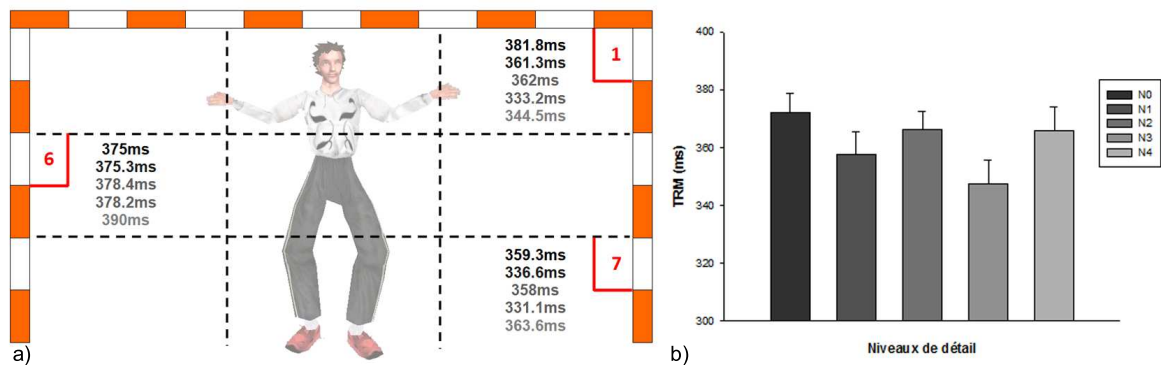 381.8ms
361.3ms
362ms
333.2ms
344.5ms
1
6
375ms
375.3ms
378.4ms
378.2ms
390ms
359.3ms
336.6ms
358ms
331.1ms
363.6ms
7
a)
400
380
360
340
320
300
TRM (ms)
Niveaux de détail
N0
N1
N2
N3
N4
b)